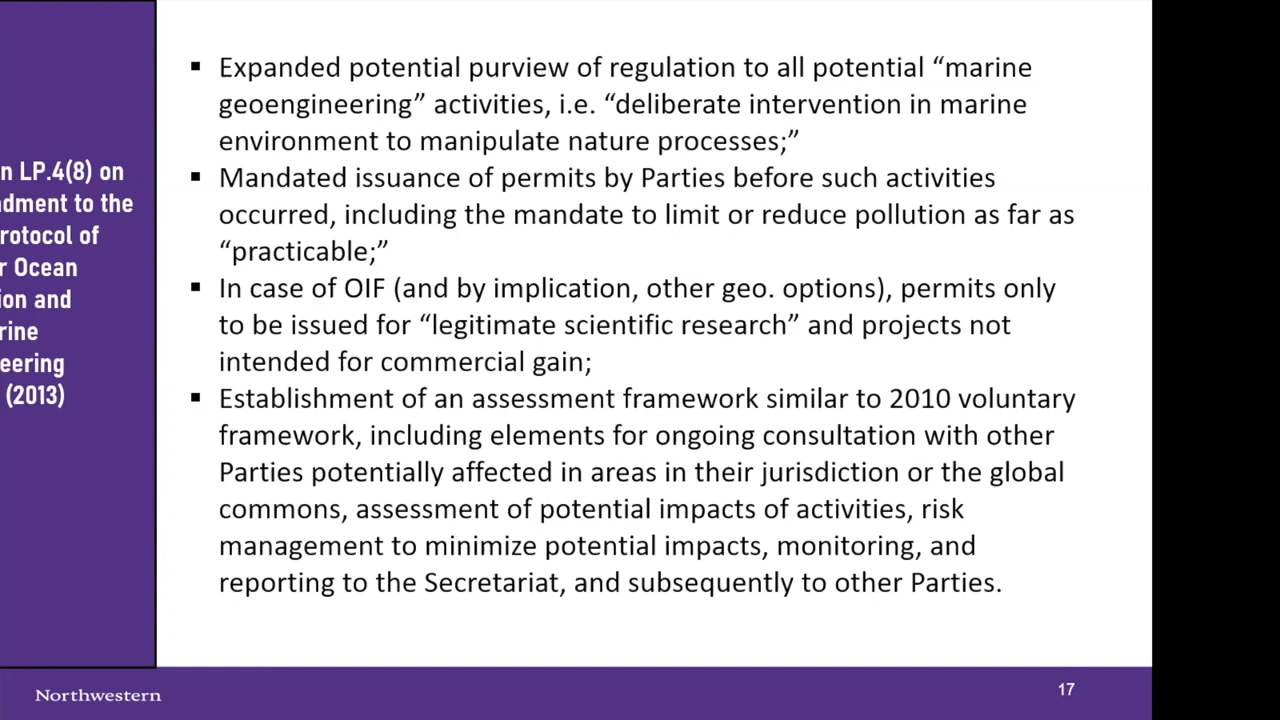 n LP.4(8) on
dment to the
rotocol of
r Ocean
ion and
rine
eering
(2013)
▪ Expanded potential purview of regulation to all potential “marine
geoengineering” activities, i.e. “deliberate intervention in marine
environment to manipulate nature processes;”
▪ Mandated issuance of permits by Parties before such activities
occurred, including the mandate to limit or reduce pollution as far as
“practicable;”
▪ In case of OIF (and by implication, other geo. options), permits only
to be issued for “legitimate scientific research” and projects not
intended for commercial gain;
▪ Establishment of an assessment framework similar to 2010 voluntary
framework, including elements for ongoing consultation with other
Parties potentially affected in areas in their jurisdiction or the global
commons, assessment of potential impacts of activities, risk
management to minimize potential impacts, monitoring, and
reporting to the Secretariat, and subsequently to other Parties.
Northwestern
17